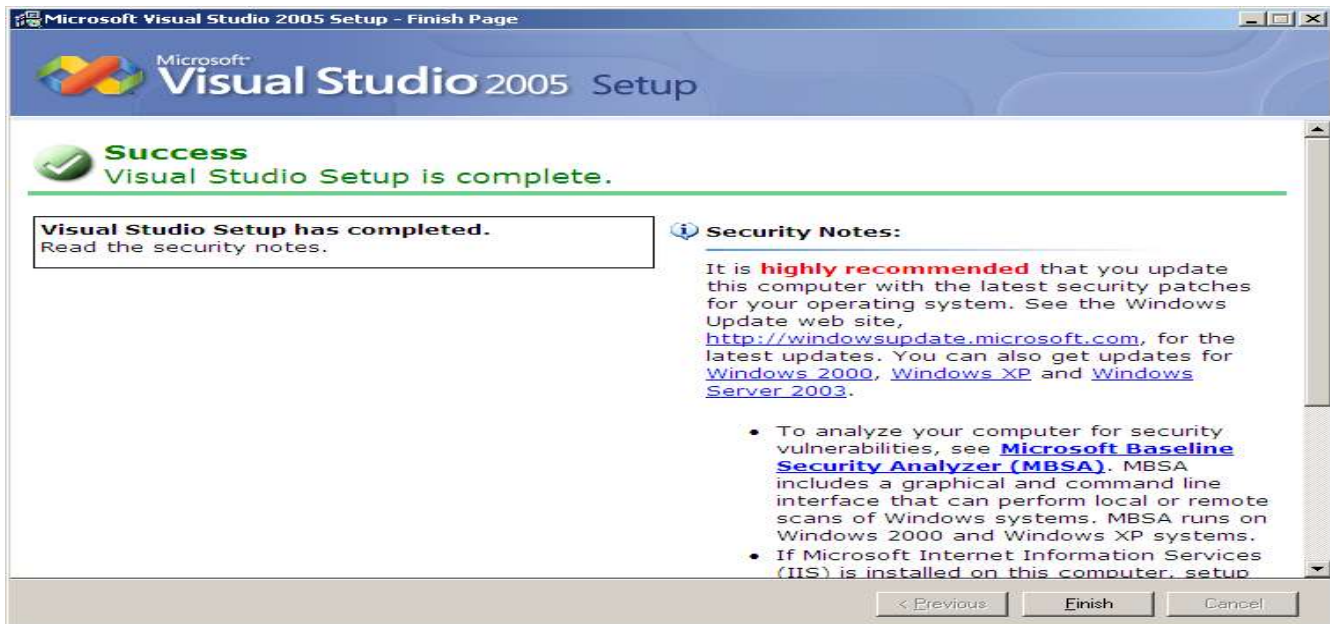 Microsoft Visual Studio 2005 Setup - Finish Page
Microsoft
Visual Studio 2005 Setup
Success
Visual Studio Setup is complete.
Visual Studio Setup has completed.
Read the security notes.
Security Notes:
It is highly recommended that you update
this computer with the latest security patches
for your operating system. See the Windows
Update web site,
http://windowsupdate.microsoft.com, for the
latest updates. You can also get updates for
Windows 2000, Windows XP and Windows
Server 2003.
• To analyze your computer for security
vulnerabilities, see Microsoft Baseline
Security Analyzer (MBSA). MBSA
includes a graphical and command line
interface that can perform local or remote
scans of Windows systems. MBSA runs on
Windows 2000 and Windows XP systems.
• If Microsoft Internet Information Services
(IIS) is installed on this computer, setup
< Previous Finish Cancel